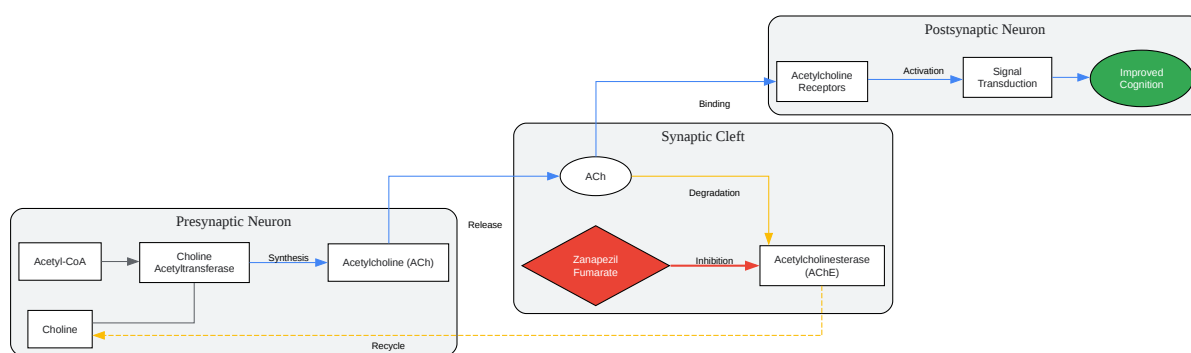 Postsynaptic Neuron
Acetylcholine
Receptors
Activation
Signal
Transduction
Improved
Cognition
Binding
Synaptic Cleft
ACh
Degradation
Release
Presynaptic Neuron
Acetyl-CoA
Choline
Acetyltransferase
Synthesis
Acetylcholine (ACh)
Zanapezil
Fumarate
Inhibition
Acetylcholinesterase
(AChE)
Choline
Recycle